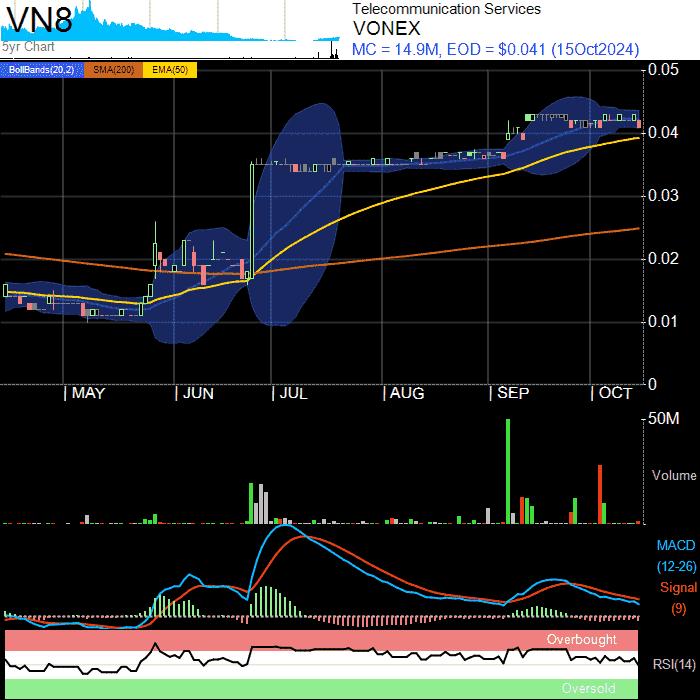 VN8
5yr Chart
Telecommunication Services
VONEX
MC = 14.9M, EOD = $0.041 (15Oct2024)
BollBands(20,2) SMA(200) EMA(50)
0.05
0.04
0.03
0.02
0.01
0
| MAY | JUN | JUL | AUG | SEP | OCT
50M
Volume
MACD
(12-26)
Signal
(9)
Overbought
RSI(14)
Oversold